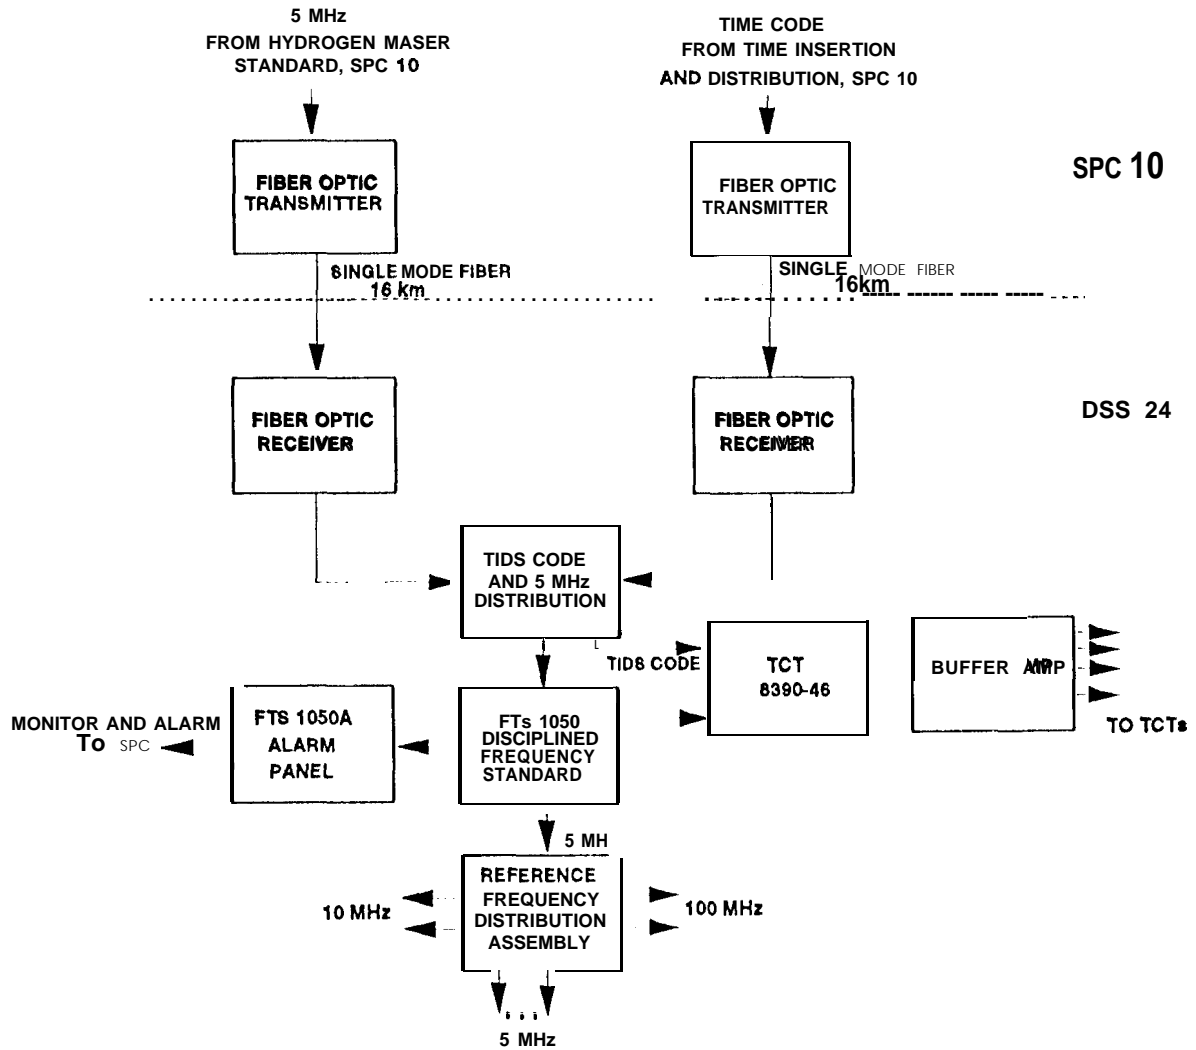 5 MHz
FROM HYDROGEN MASER
STANDARD, SPC 10
TIME CODE
FROM TIME INSERTION
AND DISTRIBUTION, SPC 10
FIBER OPTIC
TRANSMITTER
FIBER OPTIC
TRANSMITTER
SPC 10
SINGLE MODE FIBER
16 km
SINGLE MODE FIBER
16km
FIBER OPTIC
RECEIVER
FIBER OPTIC
RECEIVER
DSS 24
TIDS CODE
AND 5 MHz
DISTRIBUTION
TIDS CODE
TCT
8390-46
BUFFER AMP
TO TCTs
MONITOR AND ALARM
To SPC
FTS 1050A
ALARM
PANEL
FTs 1050
DISCIPLINED
FREQUENCY
STANDARD
5 MH
REFERENCE
FREQUENCY
DISTRIBUTION
ASSEMBLY
10 MHz
100 MHz
5 MHz